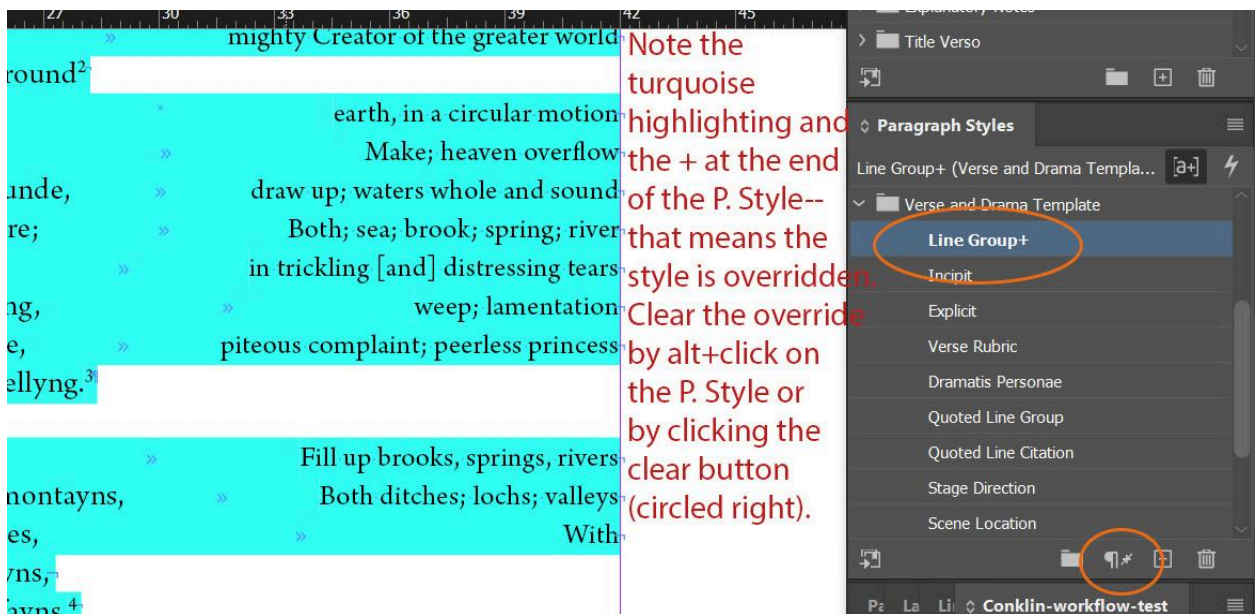 27 30 33 36 39 42 45
mighty Creator of the greater world
round²
earth, in a circular motion
Make; heaven overflow
unde, » draw up; waters whole and sound
re; » Both; sea; brook; spring; river
» in trickling [and] distressing tears
ng, » weep; lamentation
e, » piteous complaint; peerless princess
ellyng.³
» Fill up brooks, springs, rivers
montayns, » Both ditches; lochs; valleys
es, » With
yns,
ayns.⁴
Note the
turquoise
highlighting and
the + at the end
of the P. Style--
that means the
style is overridden.
Clear the override
by alt+click on
the P. Style or
by clicking the
clear button
(circled right).
Explanatory Notes
Title Verso
Paragraph Styles
Line Group+ (Verse and Drama Templa... [a+]
Verse and Drama Template
Line Group+
Incipit
Explicit
Verse Rubric
Dramatis Personae
Quoted Line Group
Quoted Line Citation
Stage Direction
Scene Location
Pa La Li Conklin-workflow-test